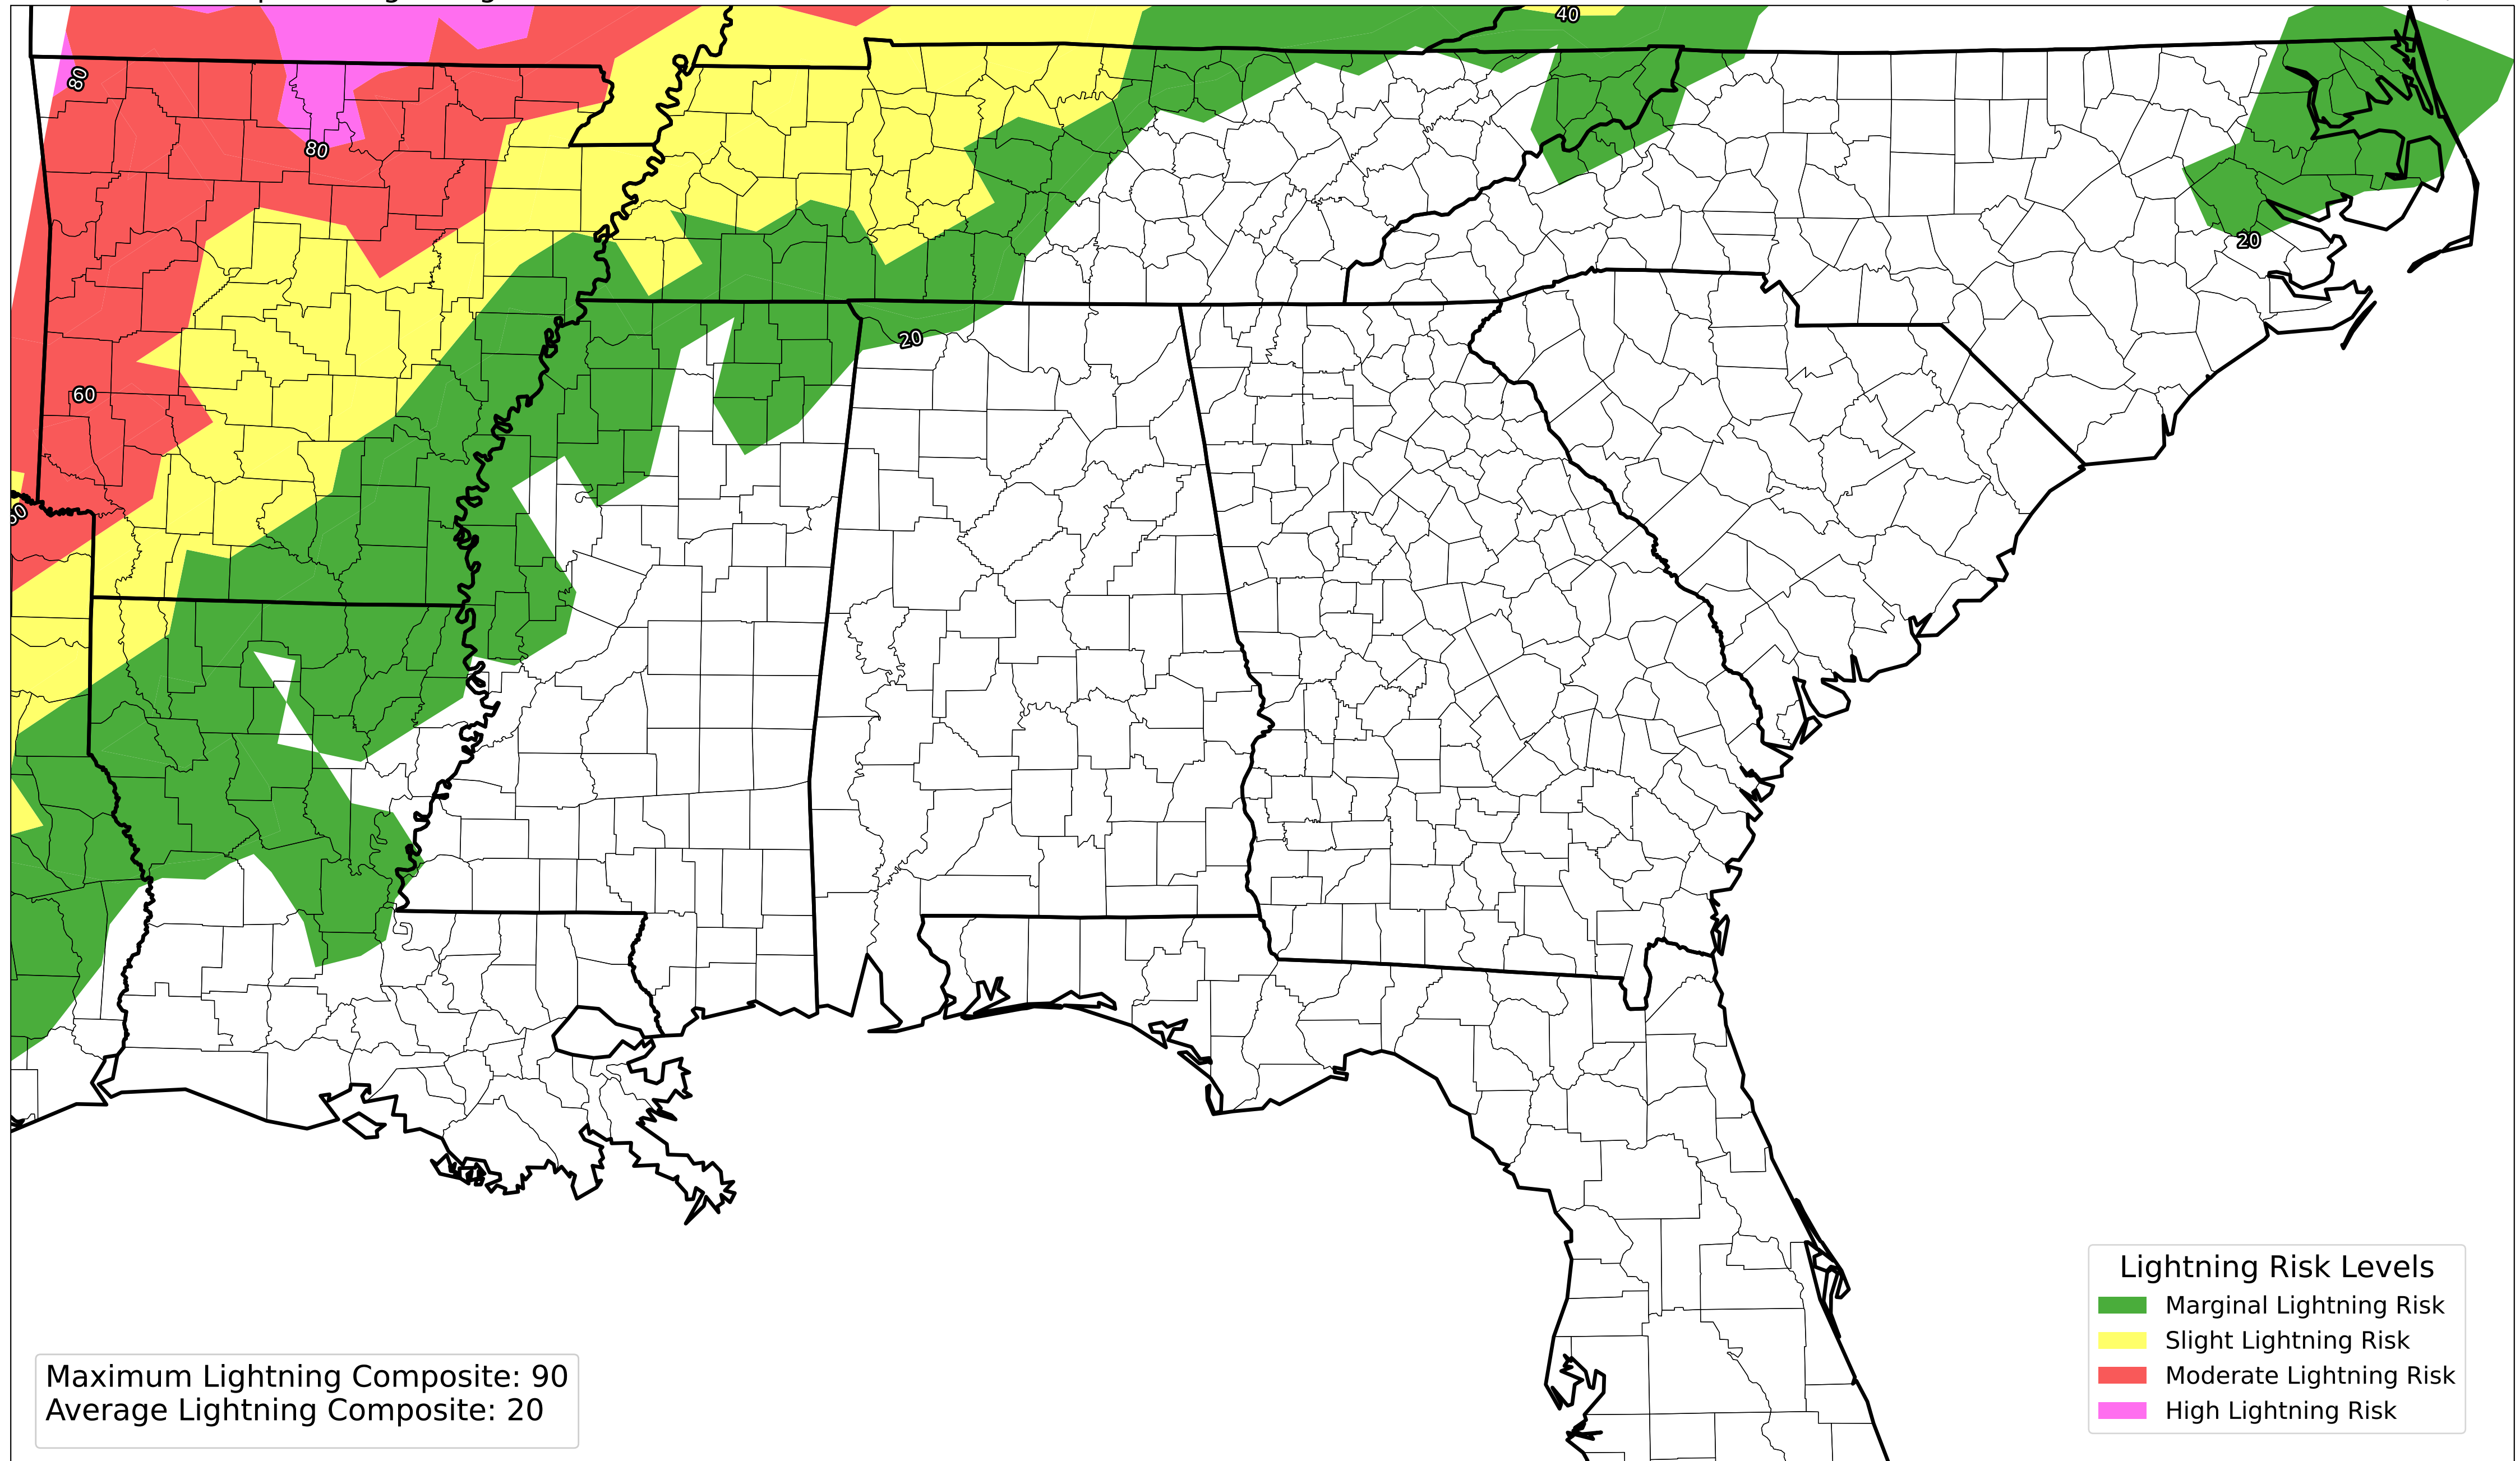 40
80
80
20
20
60
Lightning Risk Levels
Marginal Lightning Risk
Slight Lightning Risk
Moderate Lightning Risk
High Lightning Risk
Maximum Lightning Composite: 90
Average Lightning Composite: 20